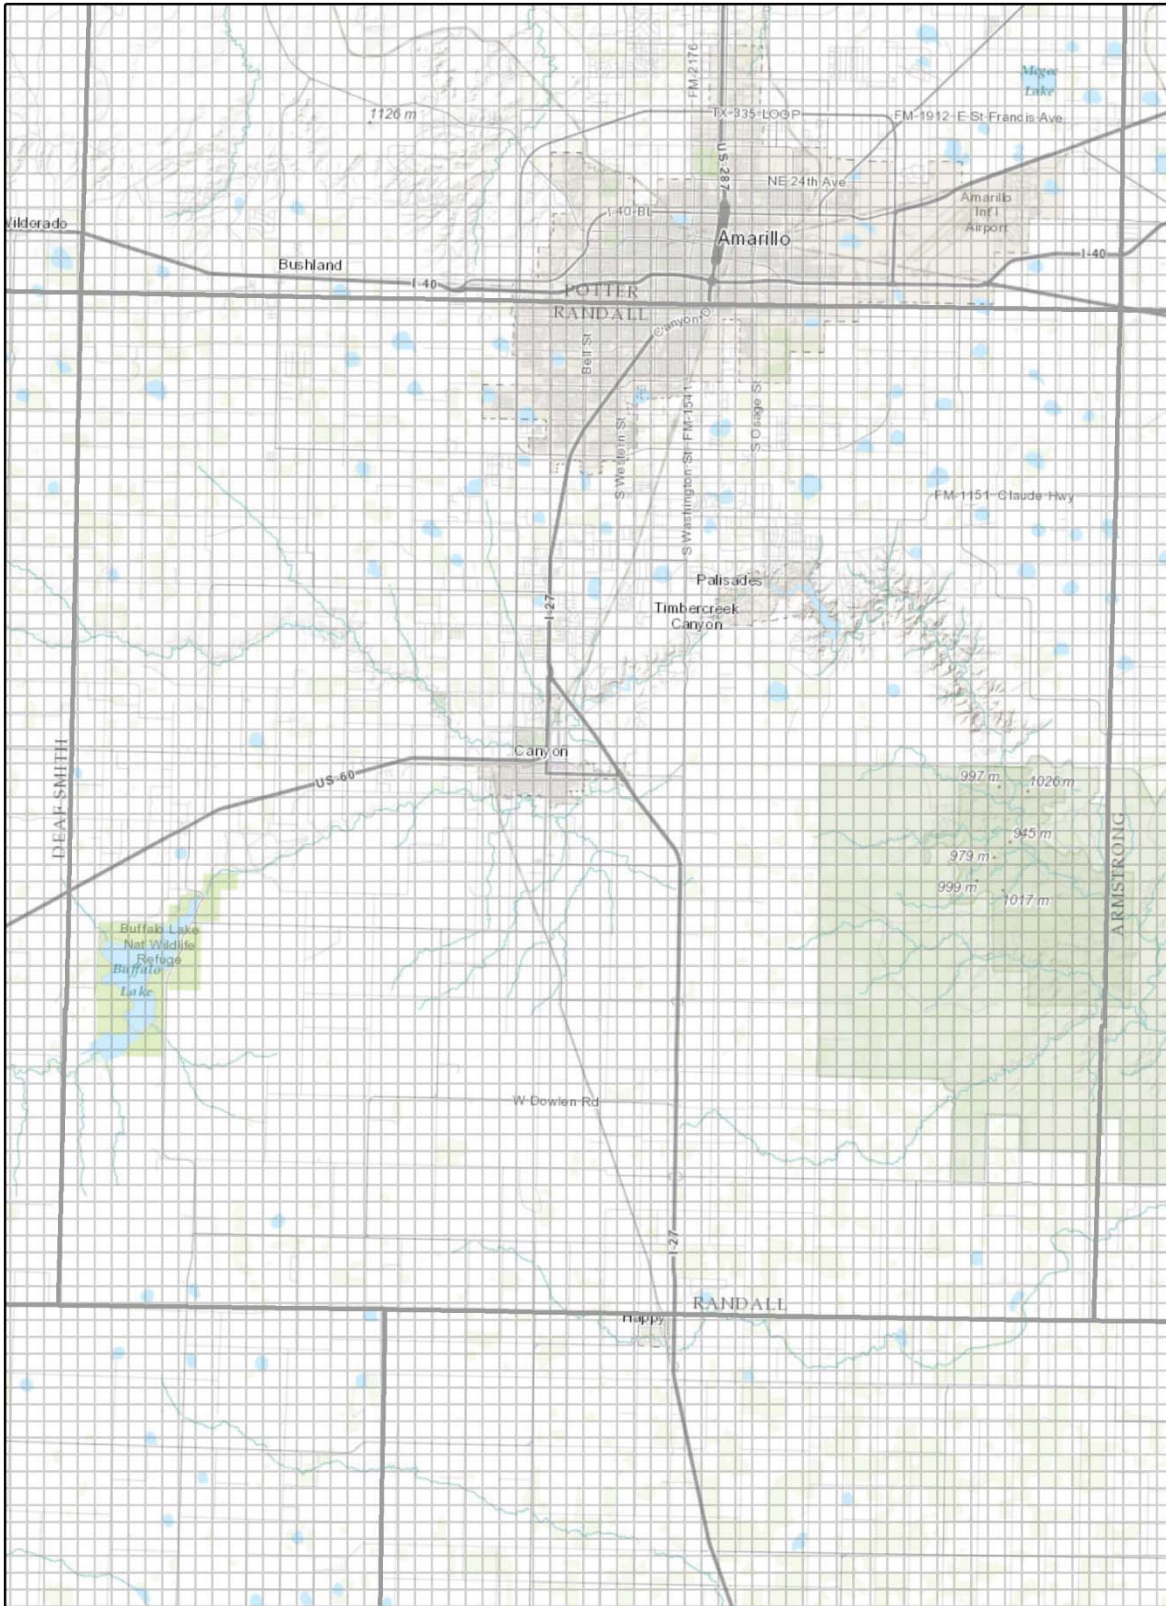 FM-2176
Mcgee
Lake
1126 m
TX-335-LOOP
FM-1912-E-St-Francis-Ave
US-287
NE 24th Ave
Amarillo
Int'l
Airport
I-40-BL
Wildorado
Amarillo
Bushland
I-40
I-40
POTTER
RANDALL
Canyon
Bell St
S Western St
S Washington St FM-1541
S Osage St
FM-1151-Claude-Hwy
Palisades
I-27
Timbercreek
Canyon
Canyon
US-60
DEAF SMITH
997 m
1026 m
945 m
979 m
999 m
1017 m
ARMSTRONG
Buffalo Lake
Nat Wildlife
Refuge
Buffalo
Lake
W Dowlen Rd
I-27
RANDALL
Happy